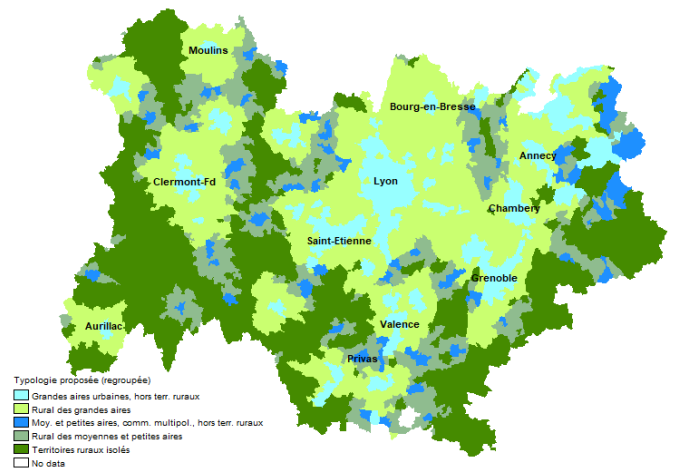 Moulins
Bourg-en-Bresse
Annecy
Clermont-Fd
Lyon
Chambery
Saint-Etienne
Grenoble
Aurillac
Valence
Privas
Typologie proposée (regroupée)
Grandes aires urbaines, hors terr. ruraux
Rural des grandes aires
Moy. et petites aires, comm. multipol., hors terr. ruraux
Rural des moyennes et petites aires
Territoires ruraux isolés
No data